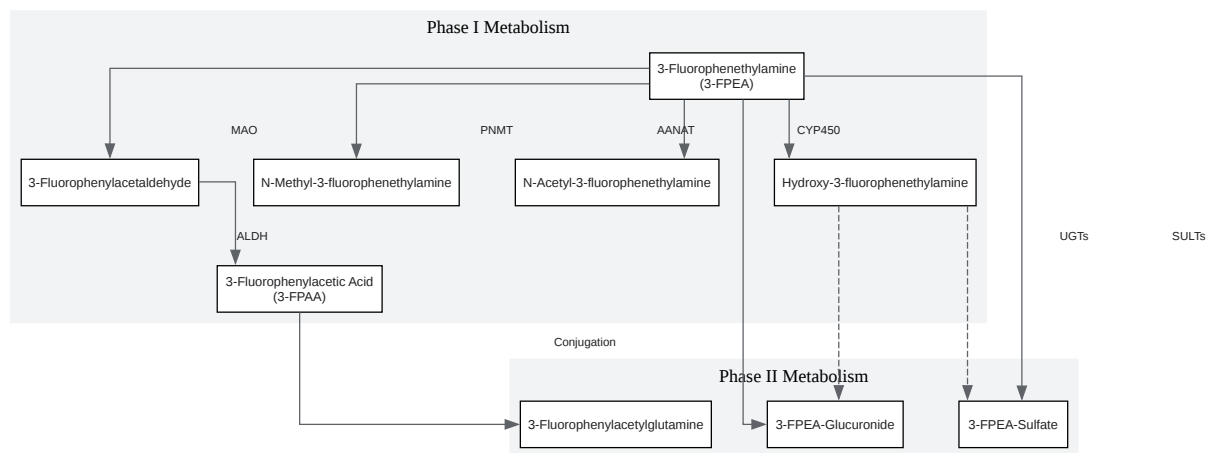 Phase I Metabolism
3-Fluorophenethylamine
(3-FPEA)
MAO
PNMT
AANAT
CYP450
3-Fluorophenylacetaldehyde
N-Methyl-3-fluorophenethylamine
N-Acetyl-3-fluorophenethylamine
Hydroxy-3-fluorophenethylamine
ALDH
UGTs
SULTs
3-Fluorophenylacetic Acid
(3-FPAA)
Conjugation
Phase II Metabolism
3-Fluorophenylacetylglutamine
3-FPEA-Glucuronide
3-FPEA-Sulfate